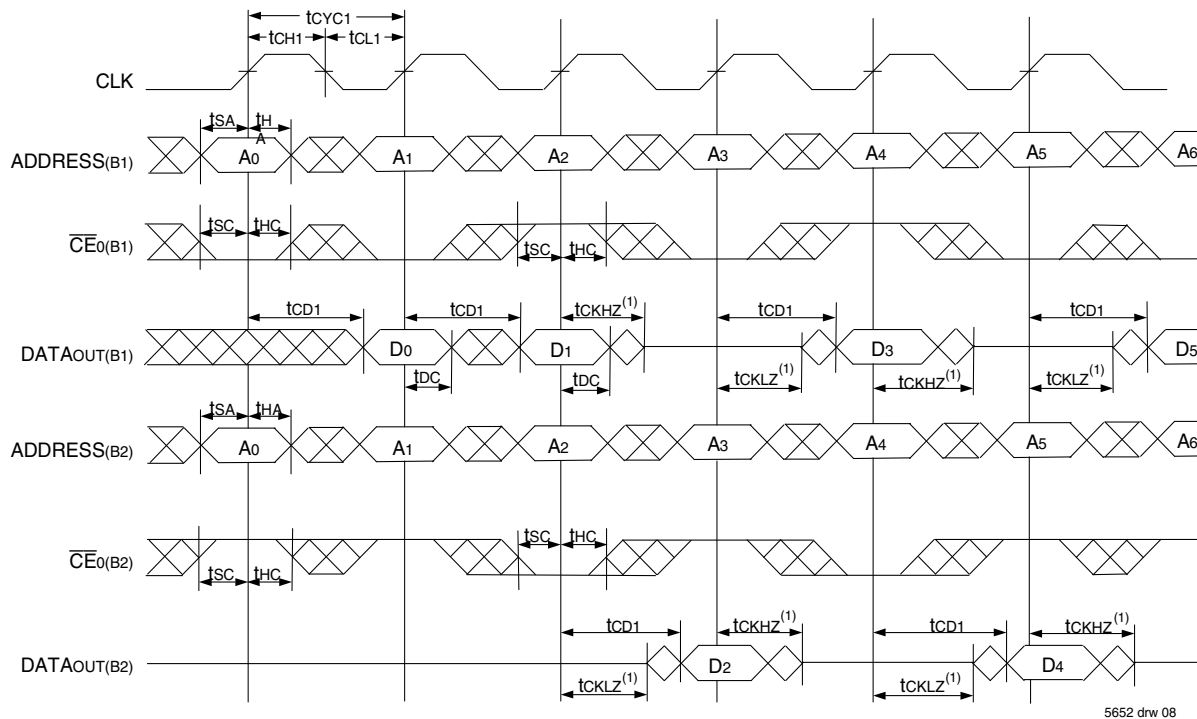 tCYC1
tCH1 tCL1
CLK
tSA tHA
ADDRESS(B1) A0 A1 A2 A3 A4 A5 A6
tSC tHC
CE0(B1) tSC tHC
tCD1 tCD1 tCKHZ(1) tCD1 tCD1
DATAOUT(B1) D0 D1 D3 D5
tDC tDC tCKLZ(1) tCKHZ(1) tCKLZ(1)
tSA tHA
ADDRESS(B2) A0 A1 A2 A3 A4 A5 A6
tSC tHC
CE0(B2)
tSC tHC
tCD1 tCKHZ(1) tCD1 tCKHZ(1)
DATAOUT(B2) D2 D4
tCKLZ(1) tCKLZ(1)
5652 drw 08